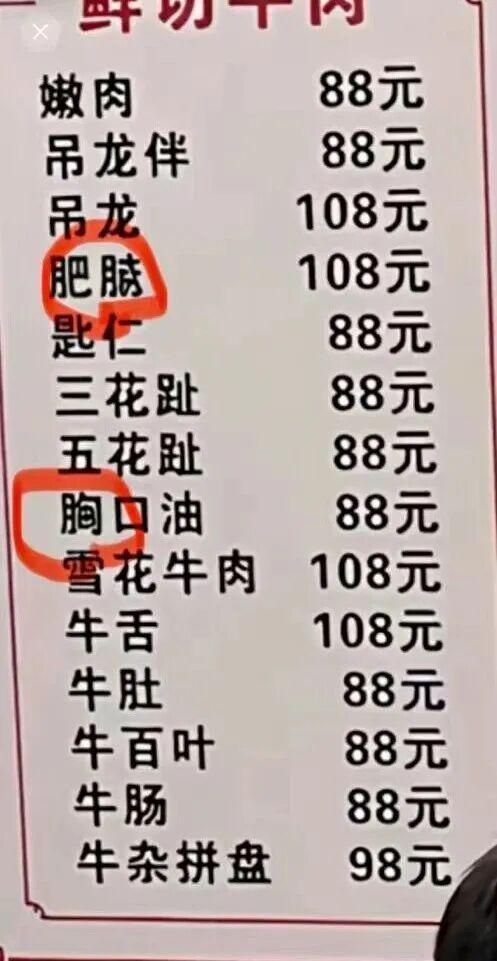 鲜切牛肉
嫩肉 88元
吊龙伴 88元
吊龙 108元
肥 108元
匙仁 88元
三花趾 88元
五花趾 88元
胸口油 88元
雪花牛肉 108元
牛舌 108元
牛肚 88元
牛百叶 88元
牛肠 88元
牛杂拼盘 98元